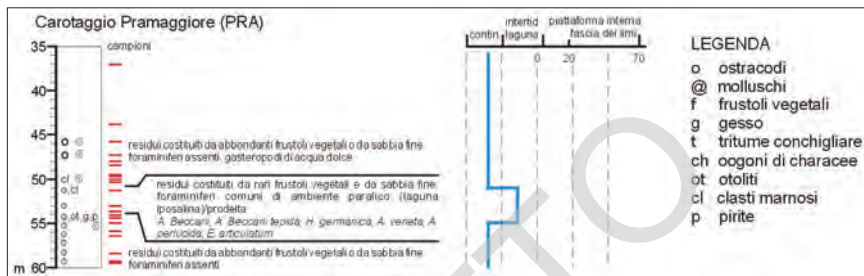 Carotaggio Pramaggiore (PRA)
campioni
contin.
intertid
laguna
piattaforma interna
fascia dei limi
0
20
70
35
40
45
50
55
m 60
residui costituiti da abbondanti frustoli vegetali o da sabbia fine
foraminiferi assenti. gasteropodi di acqua dolce
residui costituiti da rari frustoli vegetali e da sabbia fine,
foraminiferi comuni di ambiente paralico (laguna
iposalina)/prodelta
A. Beccarii, A. Beccarii tepida, H. germanica, A. veneta, A.
perlucida, E. articulatum
residui costituiti da abbondanti frustoli vegetali o da sabbia fine
foraminiferi assenti
cl
cl
ot, g, p
LEGENDA
o ostracodi
@ molluschi
f frustoli vegetali
g gesso
t tritume conchigliare
ch oogoni di characee
ot otoliti
cl clasti marnosi
p pirite